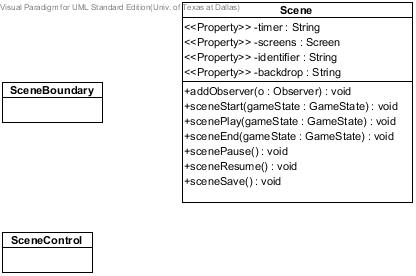 Visual Paradigm for UML Standard Edition(Univ. of Texas at Dallas)
Scene
<<Property>> -timer : String
<<Property>> -screens : Screen
<<Property>> -identifier : String
<<Property>> -backdrop : String
+addObserver(o : Observer) : void
+sceneStart(gameState : GameState) : void
+scenePlay(gameState : GameState) : void
+sceneEnd(gameState : GameState) : void
+scenePause() : void
+sceneResume() : void
+sceneSave() : void
SceneBoundary
SceneControl